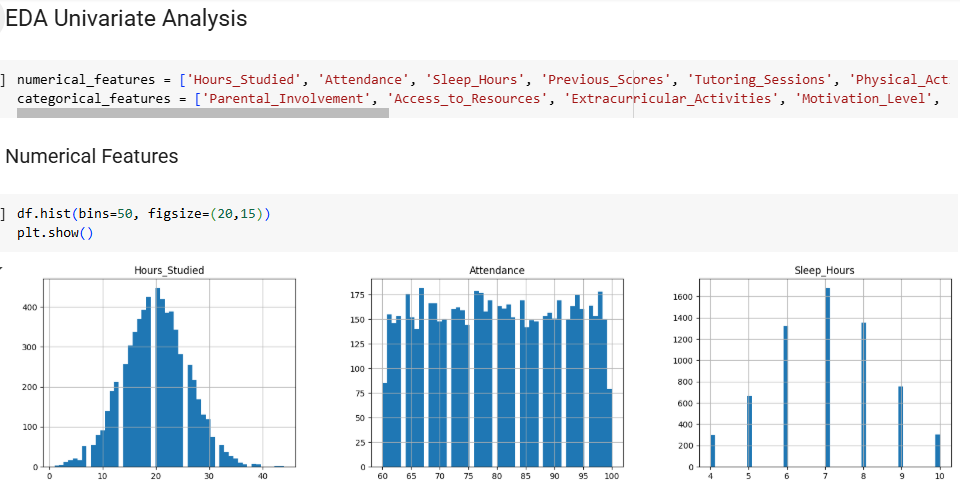 EDA Univariate Analysis
] numerical_features = ['Hours_Studied', 'Attendance', 'Sleep_Hours', 'Previous_Scores', 'Tutoring_Sessions', 'Physical_Act
categorical_features = ['Parental_Involvement', 'Access_to_Resources', 'Extracurricular_Activities', 'Motivation_Level',
Numerical Features
] df.hist(bins=50, figsize=(20,15))
plt.show()
Hours_Studied
400
300
200
100
0
0 10 20 30 40
Attendance
175
150
125
100
75
50
25
0
60 65 70 75 80 85 90 95 100
Sleep_Hours
1600
1400
1200
1000
800
600
400
200
0
4 5 6 7 8 9 10